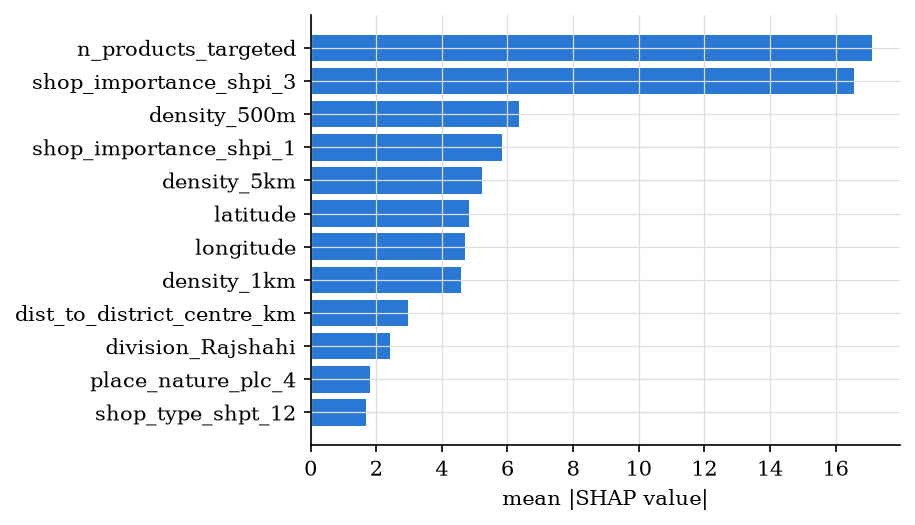 n_products_targeted
shop_importance_shpi_3
density_500m
shop_importance_shpi_1
density_5km
latitude
longitude
density_1km
dist_to_district_centre_km
division_Rajshahi
place_nature_plc_4
shop_type_shpt_12
0 2 4 6 8 10 12 14 16
mean |SHAP value|